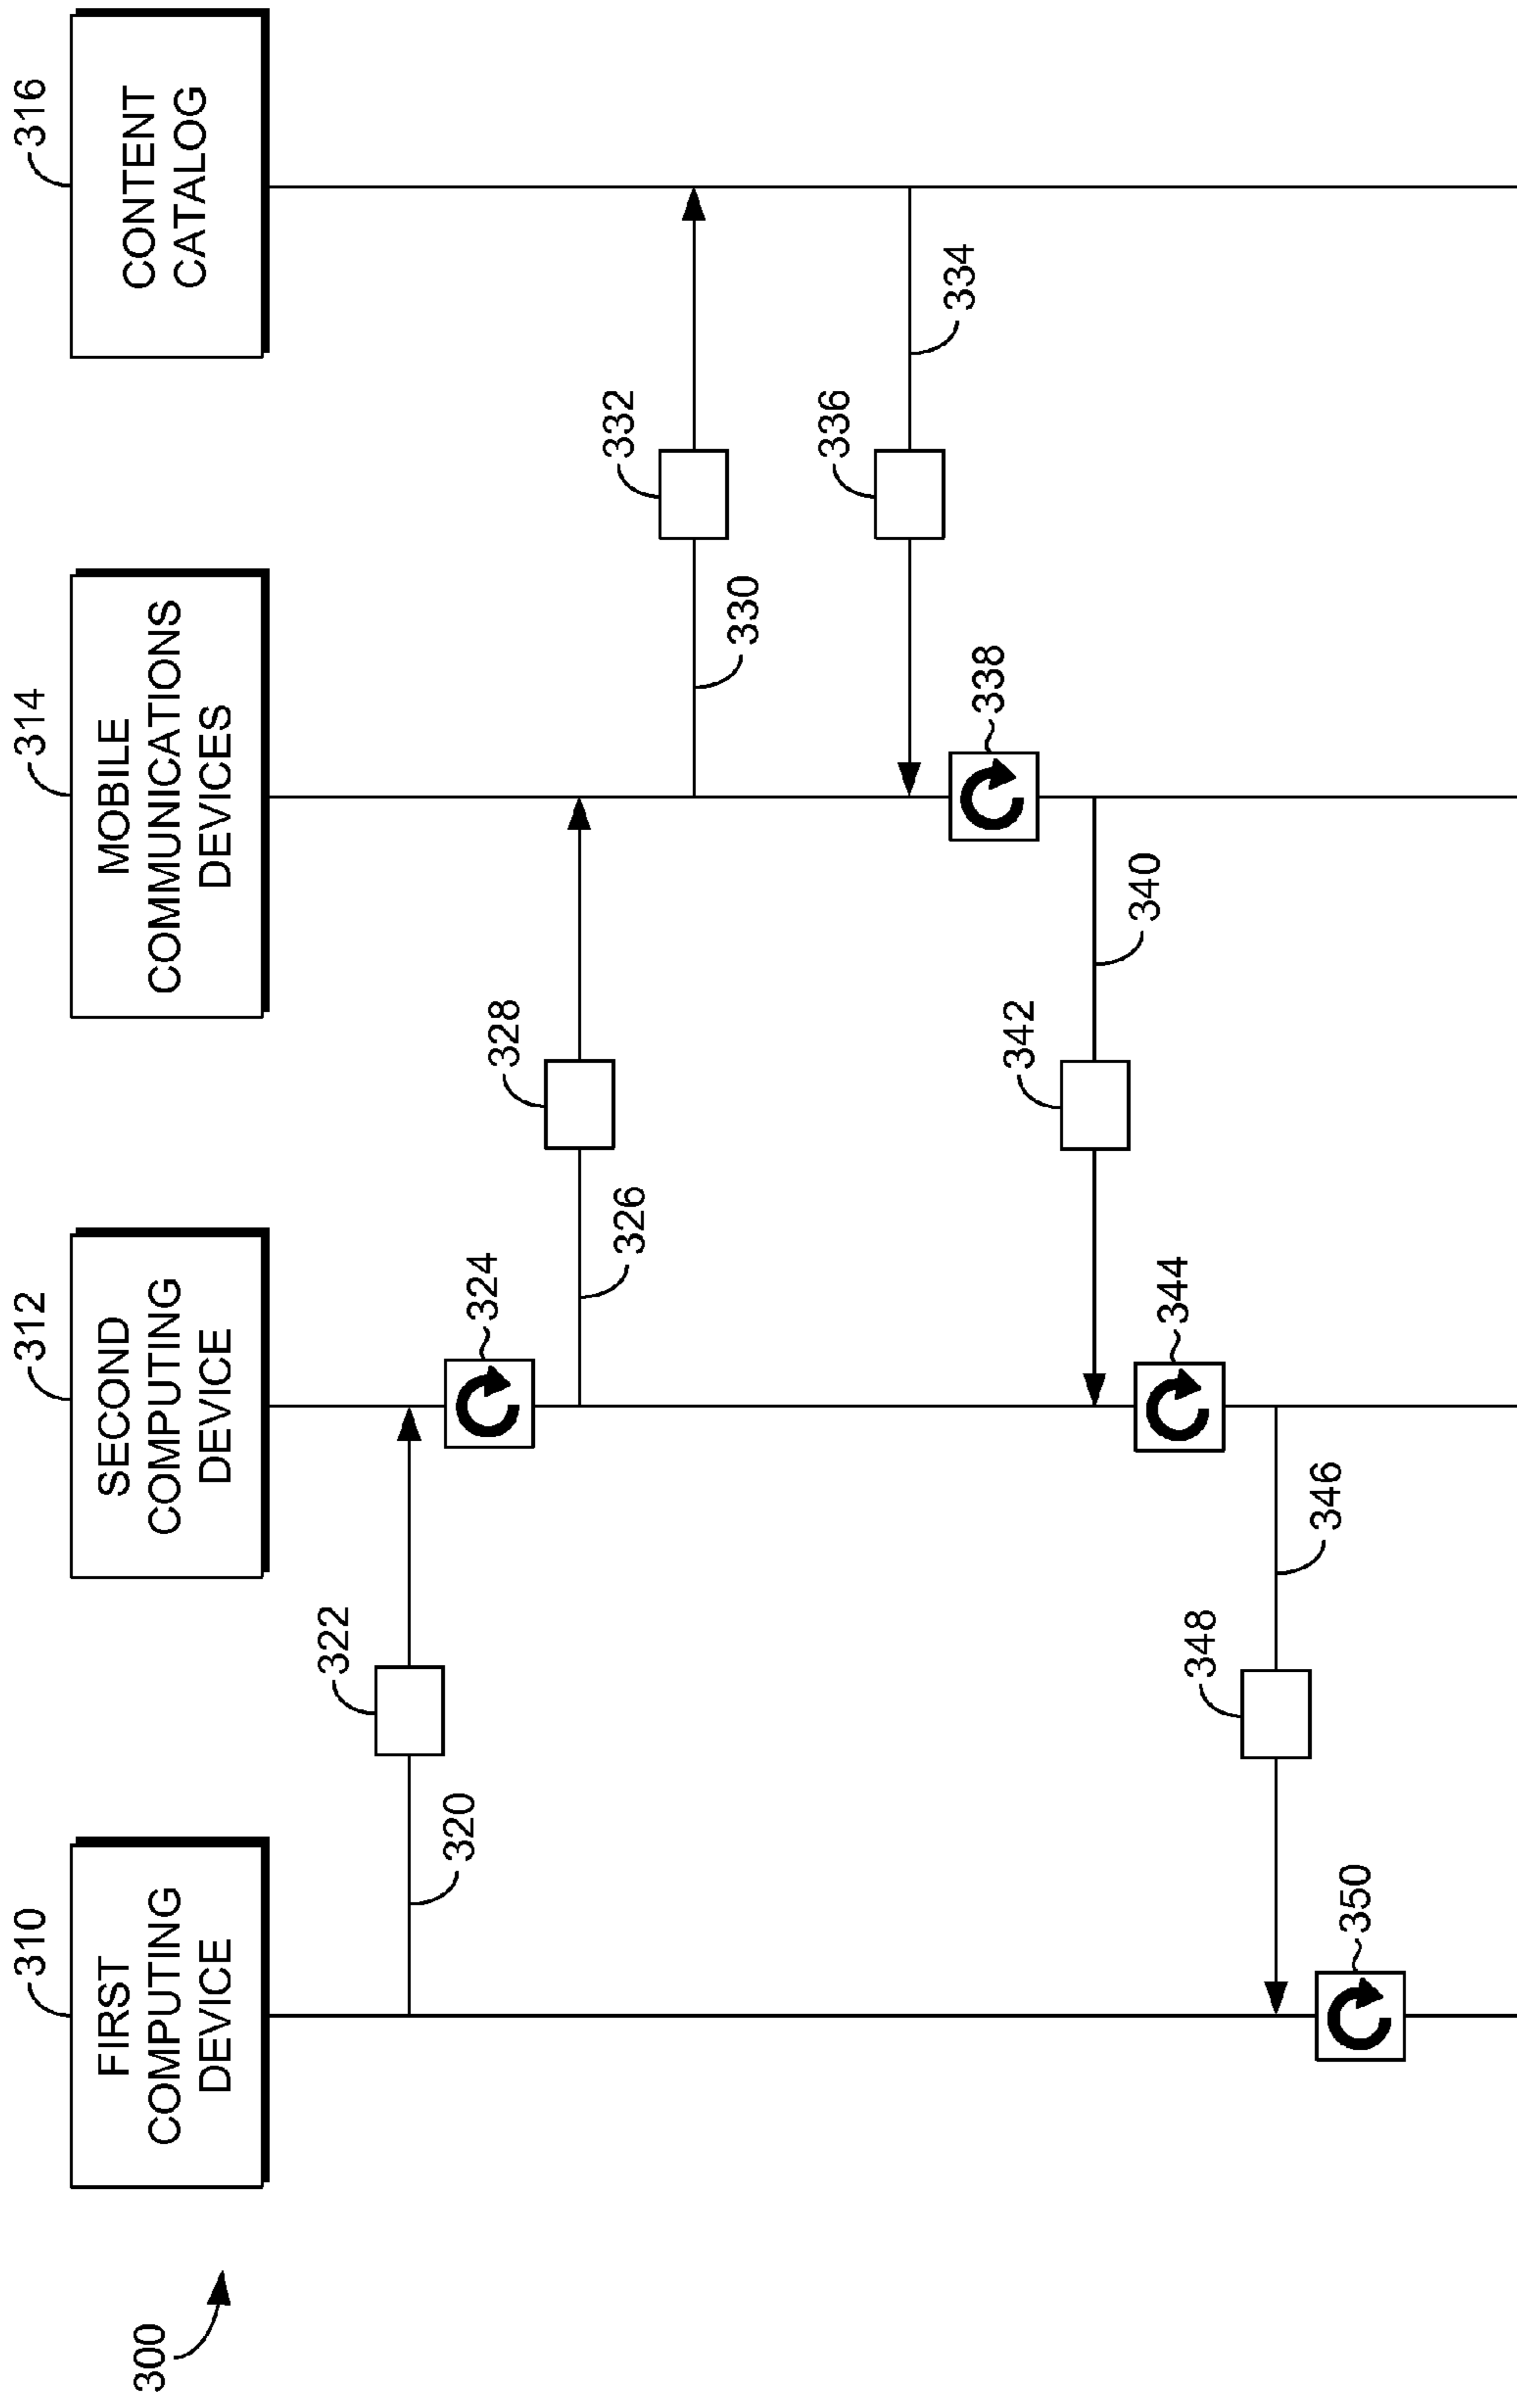 300
310
FIRST
COMPUTING
DEVICE
312
SECOND
COMPUTING
DEVICE
314
MOBILE
COMMUNICATIONS
DEVICES
316
CONTENT
CATALOG
322
320
324
328
326
332
330
336
334
338
342
340
344
348
346
350